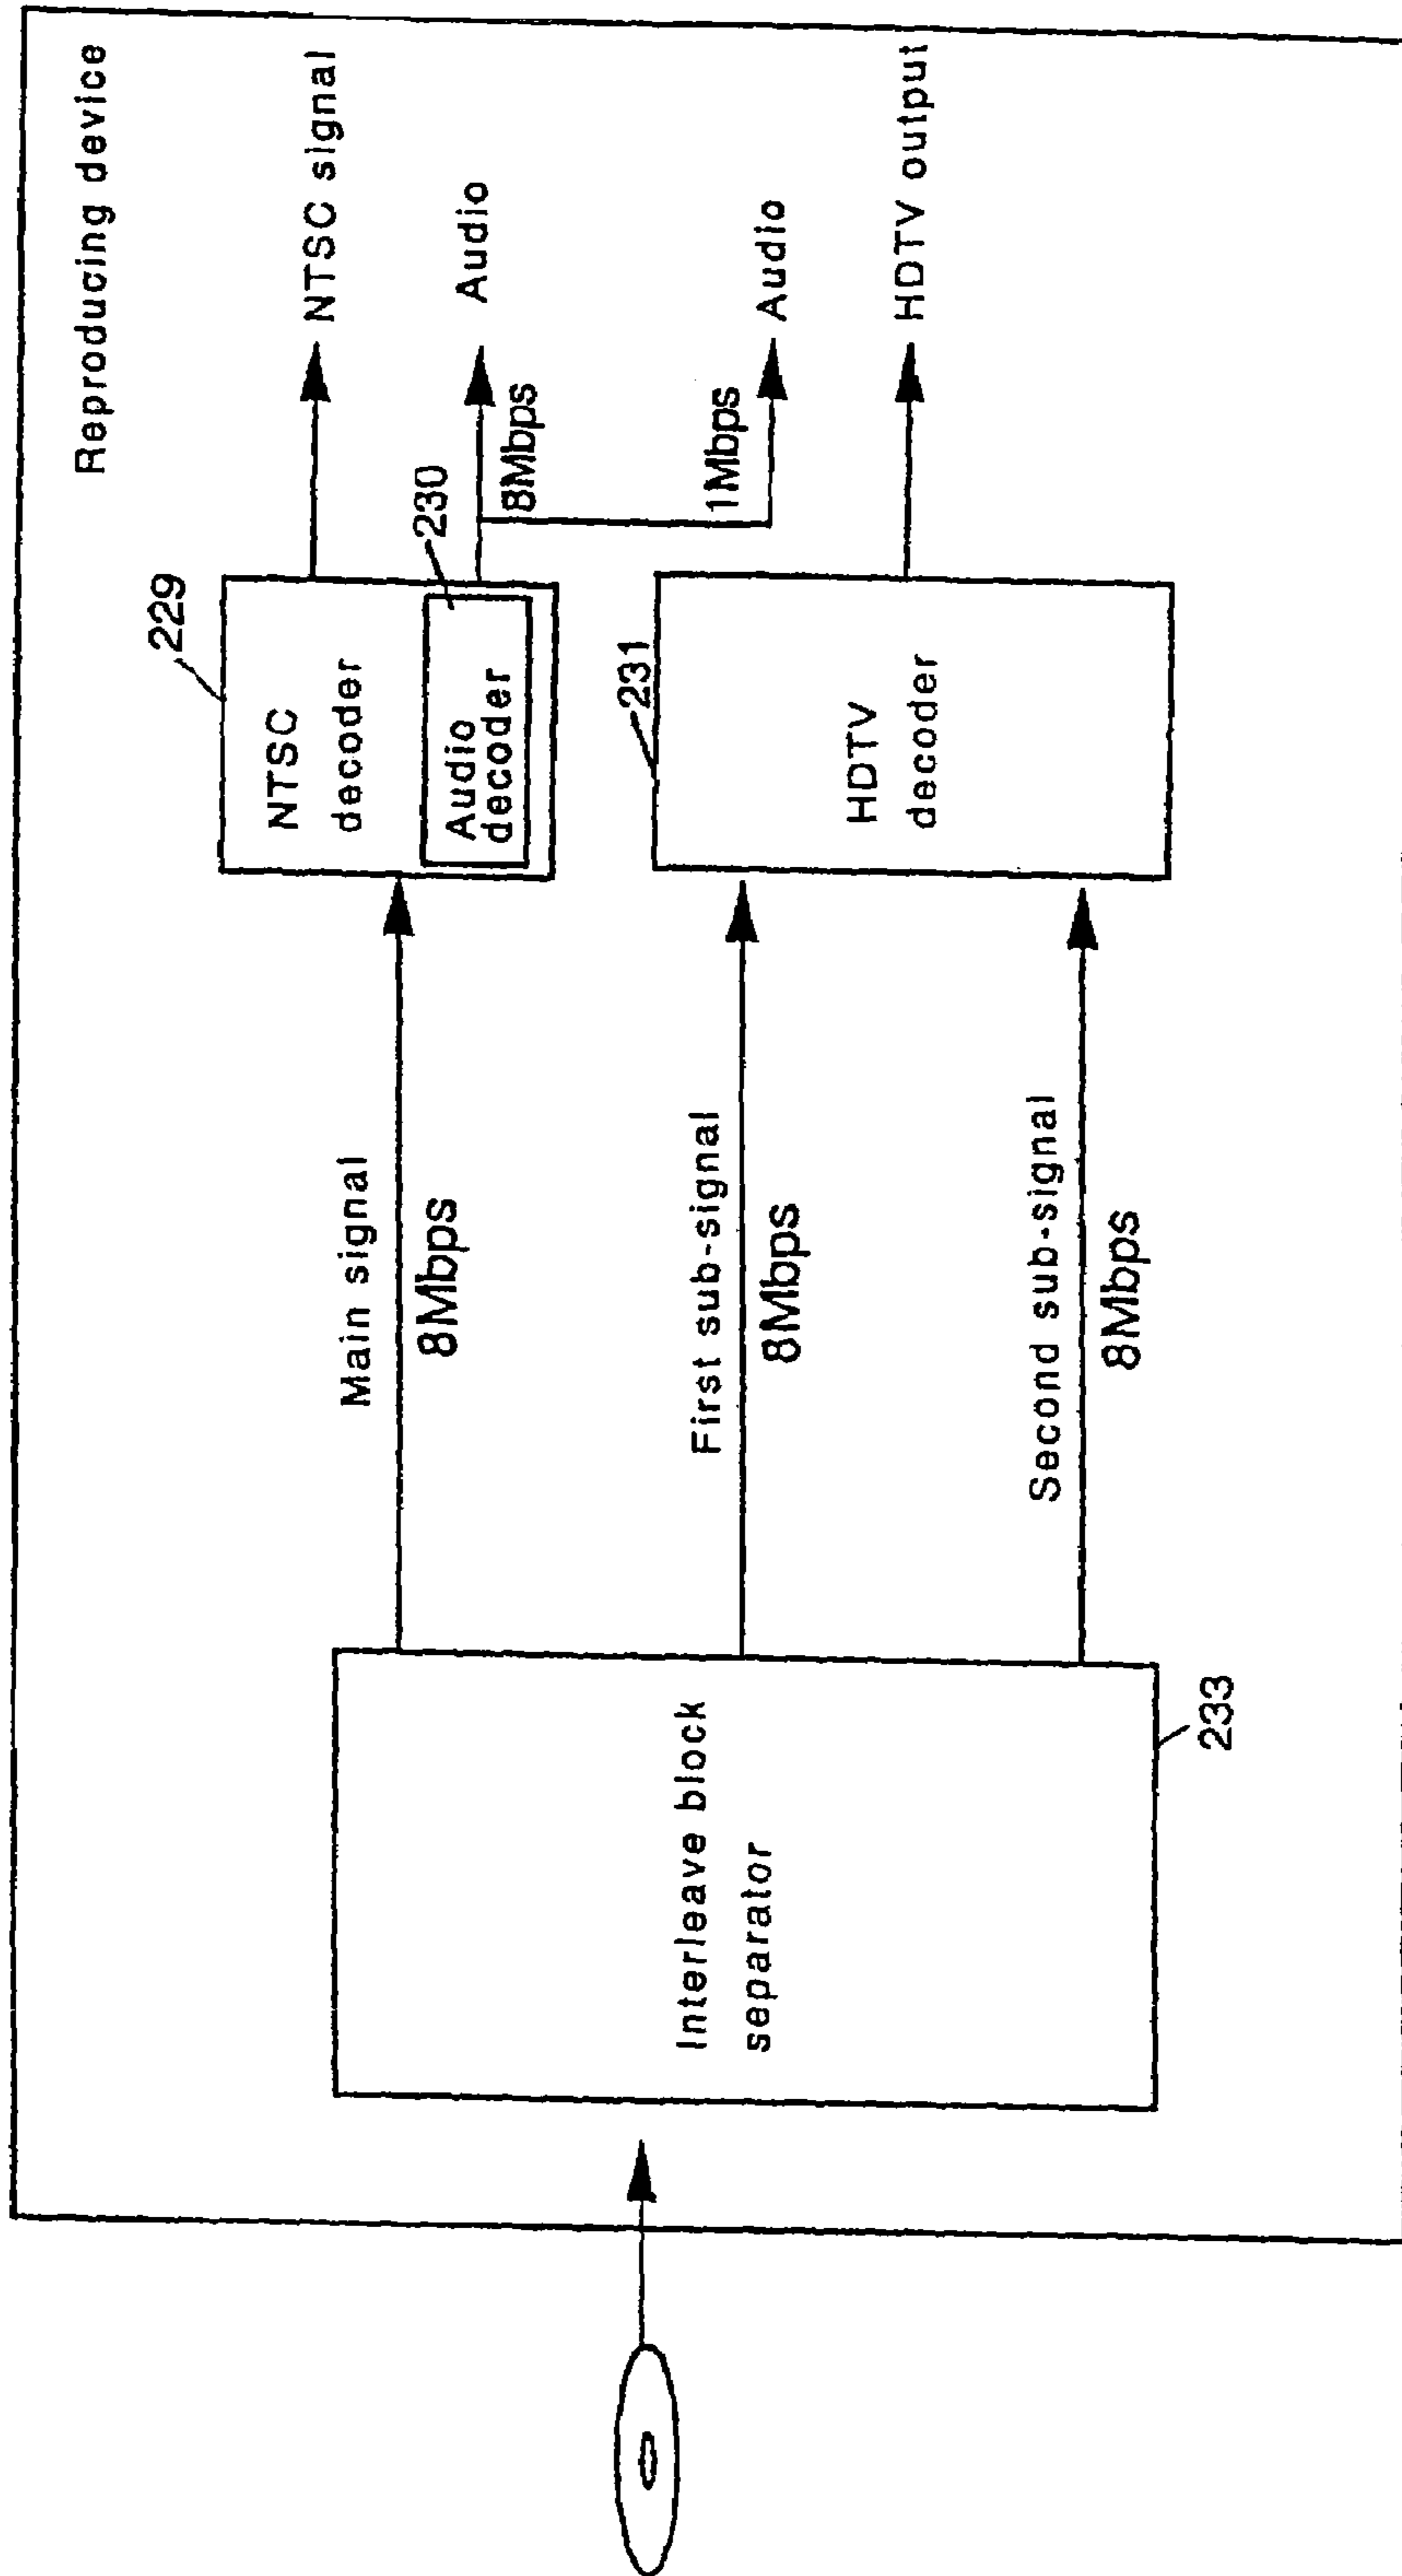 Reproducing device
229
NTSC
decoder
NTSC signal
Audio
decoder
230
Audio
8Mbps
1Mbps
Audio
Main signal
8Mbps
First sub-signal
8Mbps
231
HDTV
decoder
HDTV output
Second sub-signal
8Mbps
Interleave block
separator
233